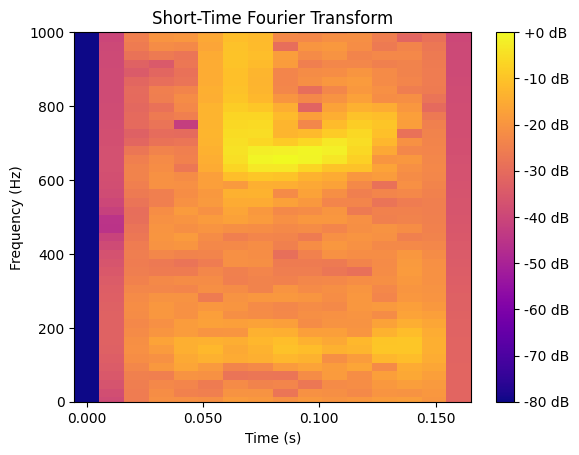 Short-Time Fourier Transform
Frequency (Hz)
1000
800
600
400
200
0
0.000
0.050
0.100
0.150
Time (s)
+0 dB
-10 dB
-20 dB
-30 dB
-40 dB
-50 dB
-60 dB
-70 dB
-80 dB